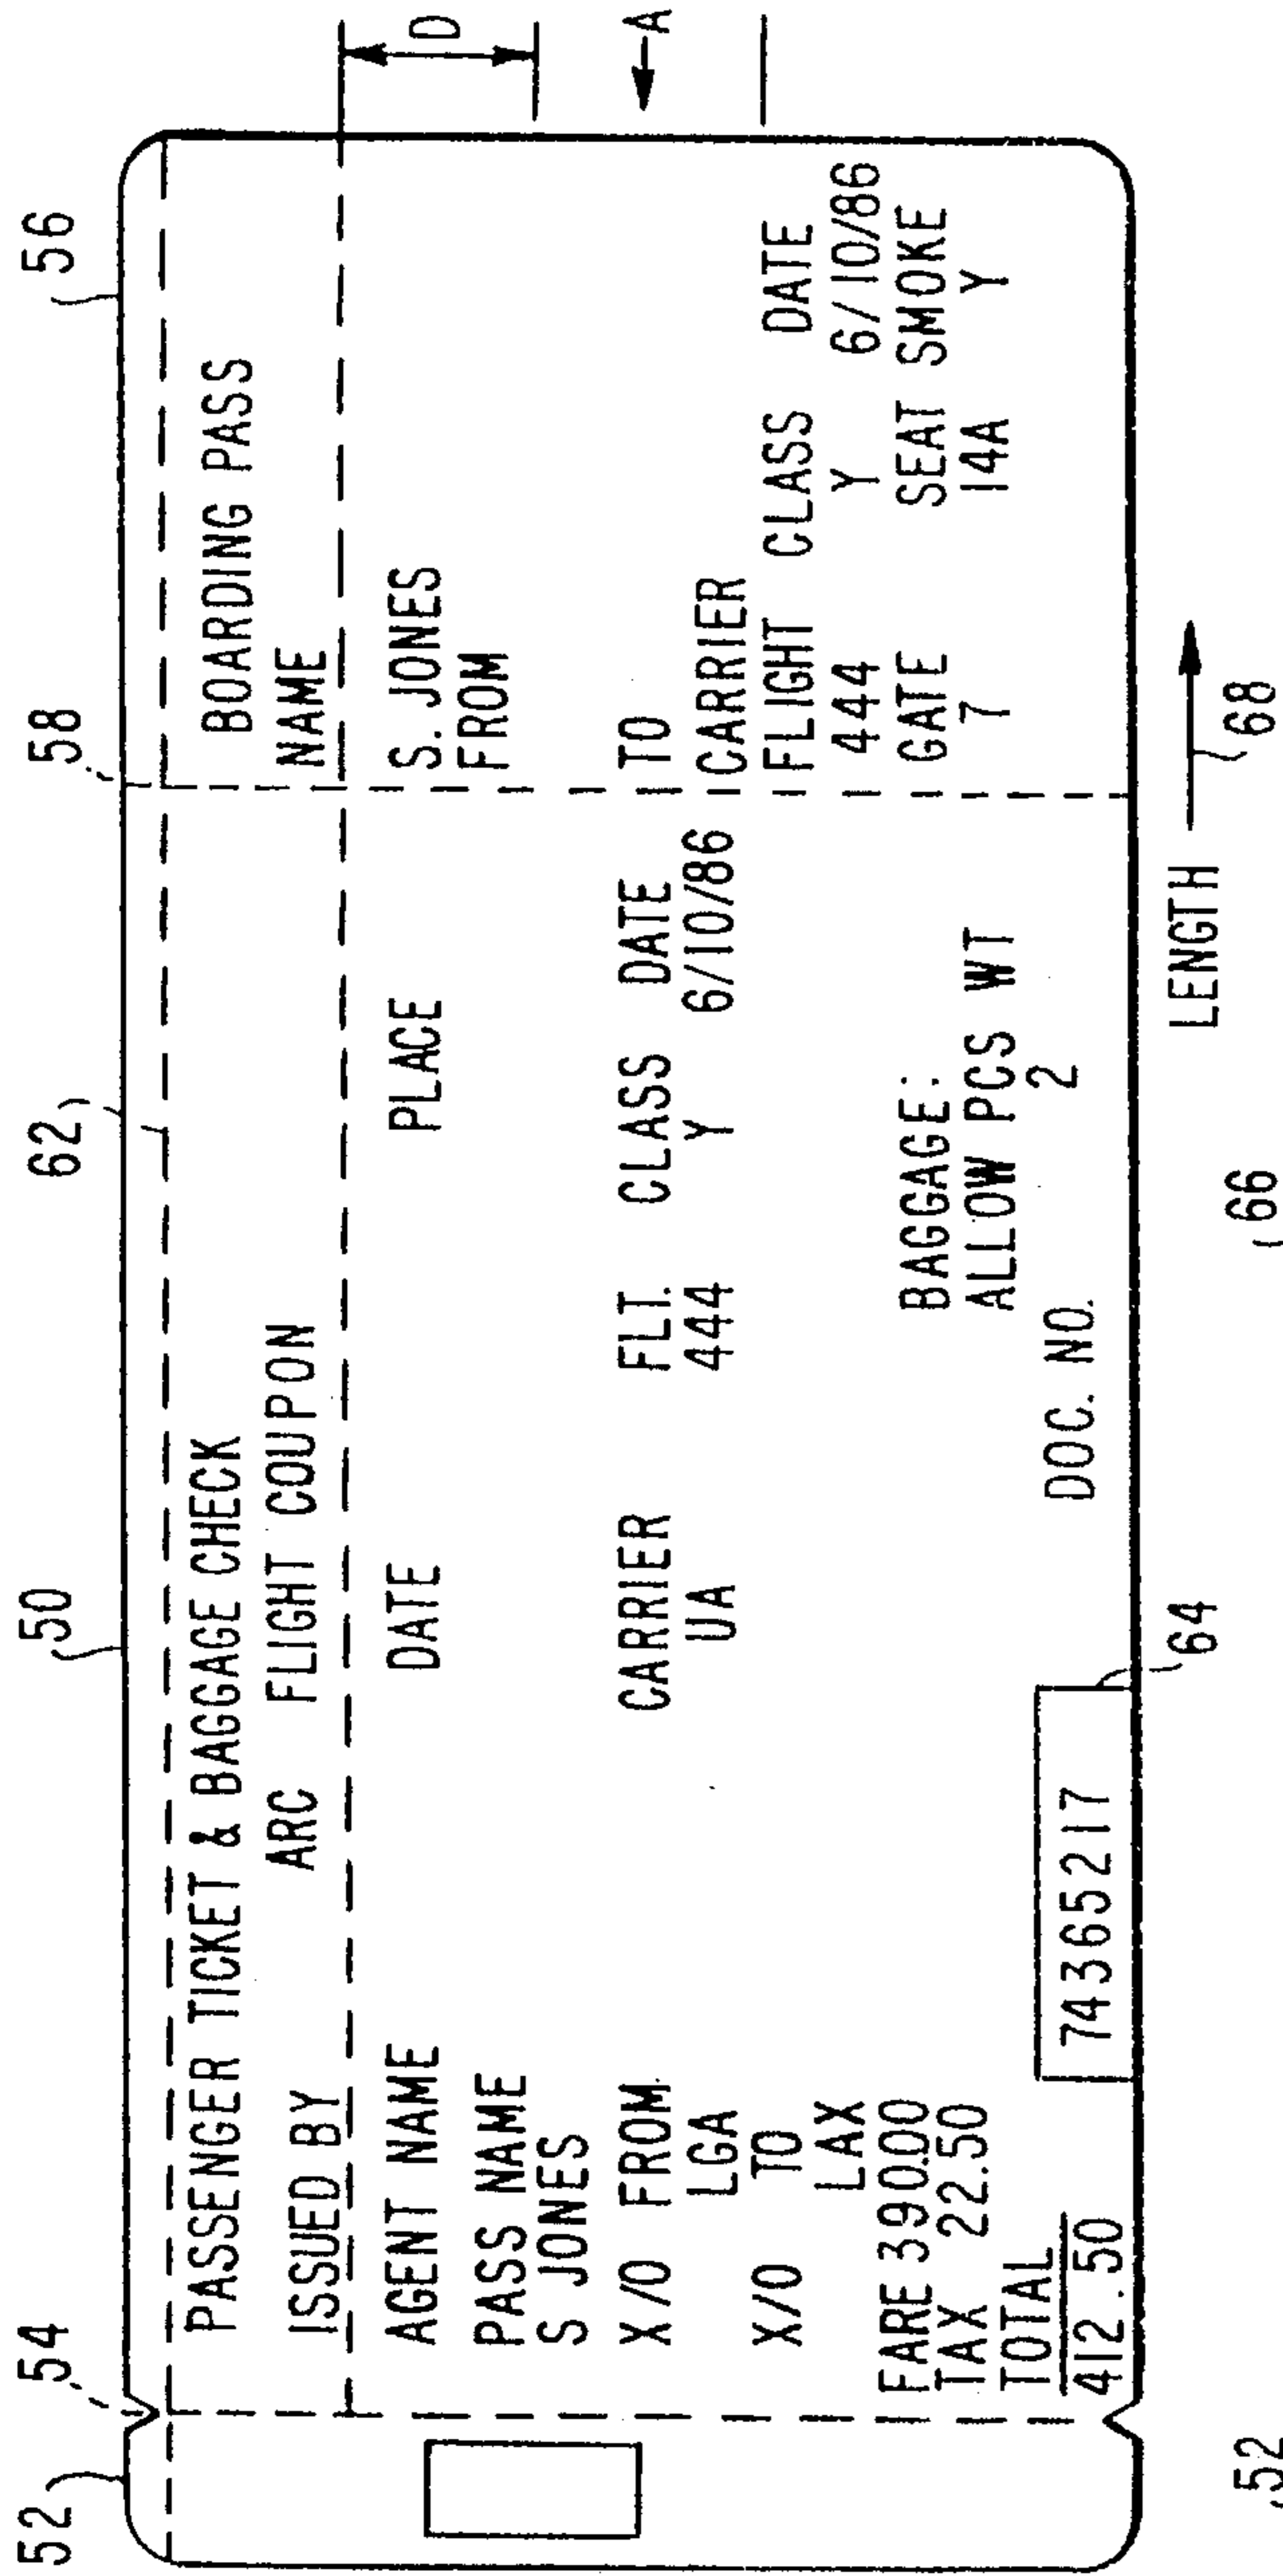 52 54 50 62 58 56
PASSENGER TICKET & BAGGAGE CHECK
ISSUED BY ARC FLIGHT COUPON
AGENT NAME DATE PLACE
PASS NAME
S JONES
X/O FROM CARRIER FLT. CLASS DATE
LGA UA 444 Y 6/10/86
X/O TO
LAX
FARE 390.00
TAX 22.50
TOTAL
412.50
BAGGAGE:
ALLOW PCS WT
2
74365217
DOC. NO.
BOARDING PASS
NAME
S. JONES
FROM
TO
CARRIER
FLIGHT CLASS DATE
444 Y 6/10/86
GATE SEAT SMOKE
7 14A Y
D
A
64
LENGTH
68
52 66